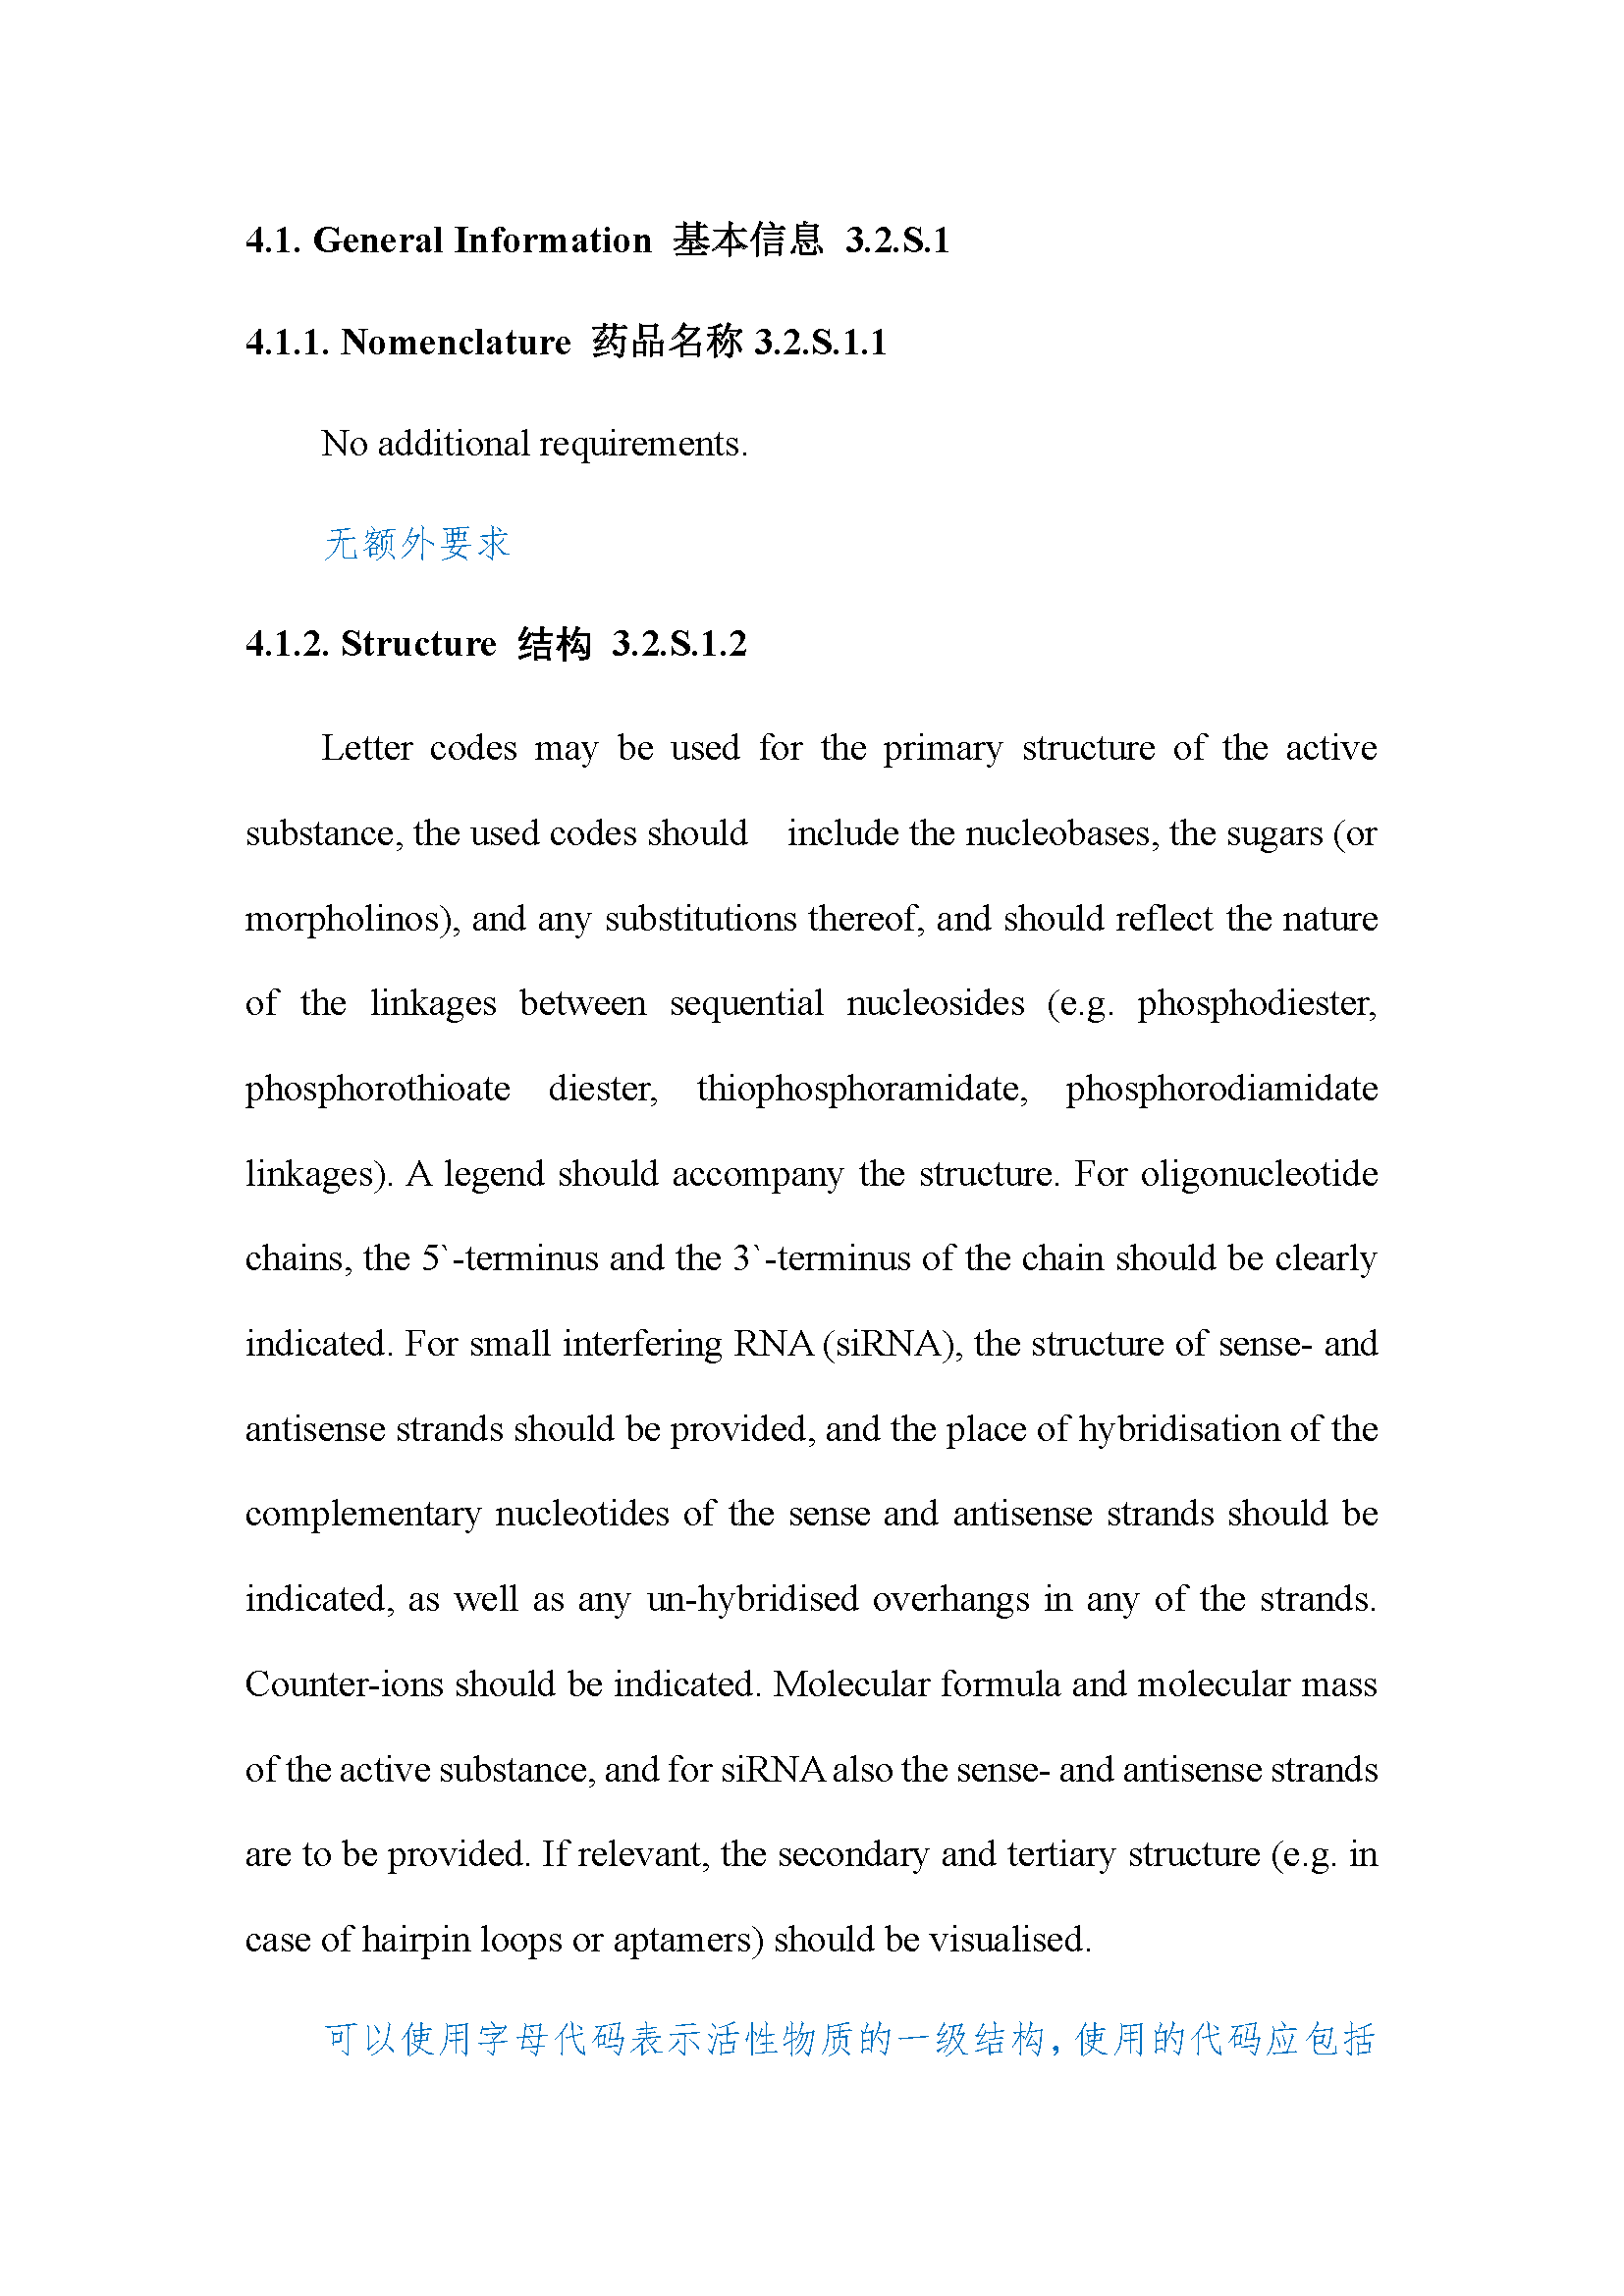 4.1. General Information 基本信息 3.2.S.1
4.1.1. Nomenclature 药品名称 3.2.S.1.1
No additional requirements.
无额外要求
4.1.2. Structure 结构 3.2.S.1.2
Letter codes may be used for the primary structure of the active
substance, the used codes should include the nucleobases, the sugars (or
morpholinos), and any substitutions thereof, and should reflect the nature
of the linkages between sequential nucleosides (e.g. phosphodiester,
phosphorothioate diester, thiophosphoramidate, phosphorodiamidate
linkages). A legend should accompany the structure. For oligonucleotide
chains, the 5`-terminus and the 3`-terminus of the chain should be clearly
indicated. For small interfering RNA (siRNA), the structure of sense- and
antisense strands should be provided, and the place of hybridisation of the
complementary nucleotides of the sense and antisense strands should be
indicated, as well as any un-hybridised overhangs in any of the strands.
Counter-ions should be indicated. Molecular formula and molecular mass
of the active substance, and for siRNA also the sense- and antisense strands
are to be provided. If relevant, the secondary and tertiary structure (e.g. in
case of hairpin loops or aptamers) should be visualised.
可以使用字母代码表示活性物质的一级结构，使用的代码应包括